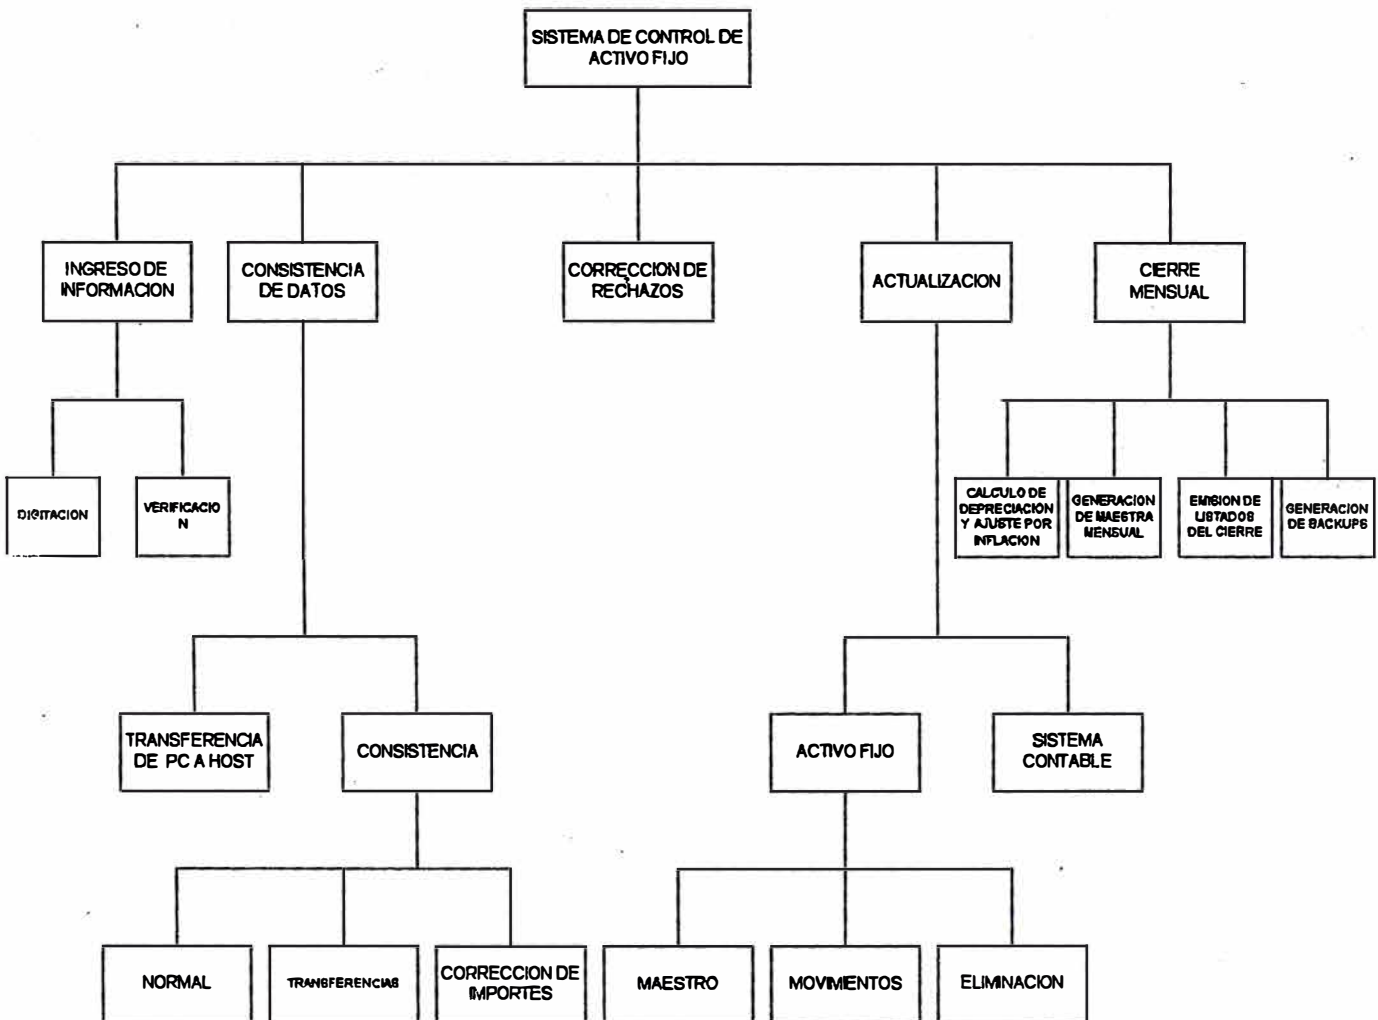 SISTEMA DE CONTROL DE
ACTIVO FIJO
INGRESO DE
INFORMACION
CONSISTENCIA
DE DATOS
CORRECCION DE
RECHAZOS
ACTUALIZACION
CIERRE
MENSUAL
DIGITACION
VERIFICACIO
N
CALCULO DE
DEPRECIACIÓN
Y AJUSTE POR
INFLACION
GENERACION
DE MAESTRA
MENSUAL
EMISION DE
LISTADOS
DEL CIERRE
GENERACION
DE BACKUPS
TRANSFERENCIA
DE PC A HOST
CONSISTENCIA
ACTIVO FIJO
SISTEMA
CONTABLE
NORMAL
TRANSFERENCIAS
CORRECCION DE
IMPORTES
MAESTRO
MOVIMIENTOS
ELIMINACION